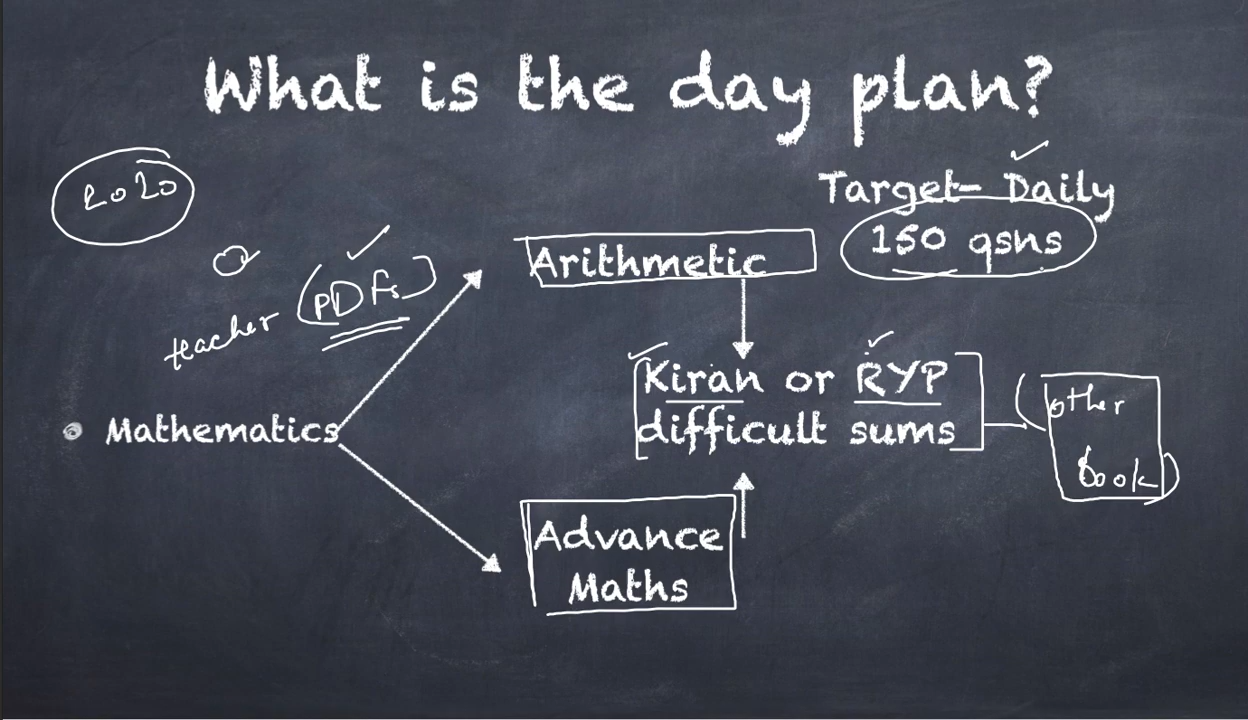 What is the day plan?
2020
Target- Daily
150 qsns
teacher (PDFs)
Arithmetic
• Mathematics
Kiran or RYP
difficult sums
(other
book)
Advance
Maths